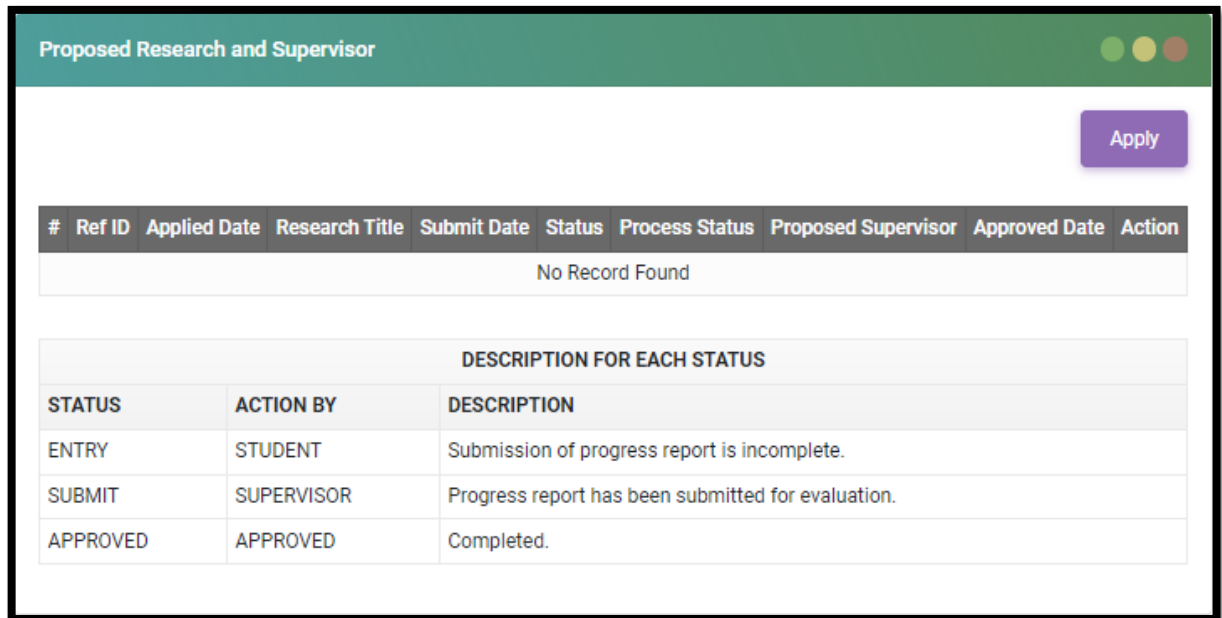 Proposed Research and Supervisor
Apply
# Ref ID Applied Date Research Title Submit Date Status Process Status Proposed Supervisor Approved Date Action
No Record Found
DESCRIPTION FOR EACH STATUS
STATUS ACTION BY DESCRIPTION
ENTRY STUDENT Submission of progress report is incomplete.
SUBMIT SUPERVISOR Progress report has been submitted for evaluation.
APPROVED APPROVED Completed.